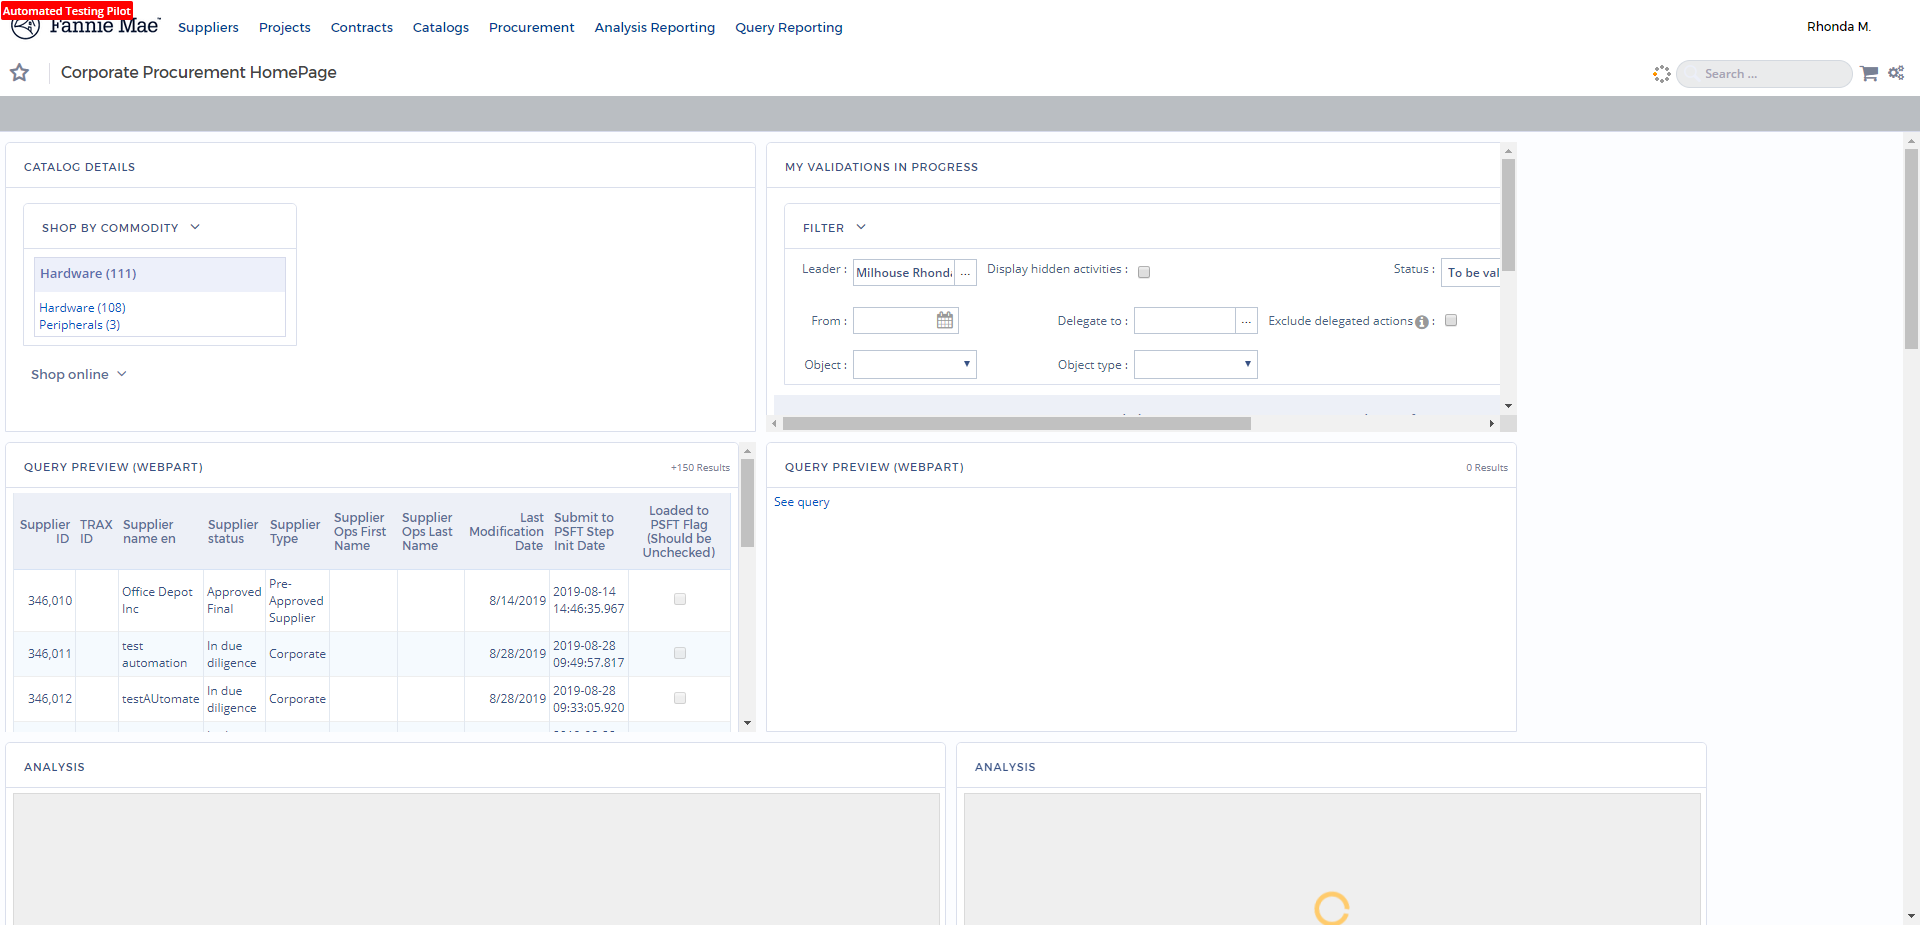 Automated Testing Pilot
Fannie Mae
Suppliers Projects Contracts Catalogs Procurement Analysis Reporting Query Reporting
Rhonda M.
Corporate Procurement HomePage
Search ...
CATALOG DETAILS
SHOP BY COMMODITY
Hardware (111)
Hardware (108)
Peripherals (3)
Shop online
MY VALIDATIONS IN PROGRESS
FILTER
Leader : Milhouse Rhond ... Display hidden activities : Status : To be val
From : Delegate to : ... Exclude delegated actions :
Object : Object type :
QUERY PREVIEW (WEBPART) +150 Results
Supplier ID TRAX ID Supplier name en Supplier status Supplier Type Supplier Ops First Name Supplier Ops Last Name Last Modification Date Submit to PSFT Step Init Date Loaded to PSFT Flag (Should be Unchecked)
346,010 Office Depot Inc Approved Final Pre-Approved Supplier 8/14/2019 2019-08-14 14:46:35.967
346,011 test automation In due diligence Corporate 8/28/2019 2019-08-28 09:49:57.817
346,012 testAUtomate In due diligence Corporate 8/28/2019 2019-08-28 09:33:05.920
QUERY PREVIEW (WEBPART) 0 Results
See query
ANALYSIS
ANALYSIS